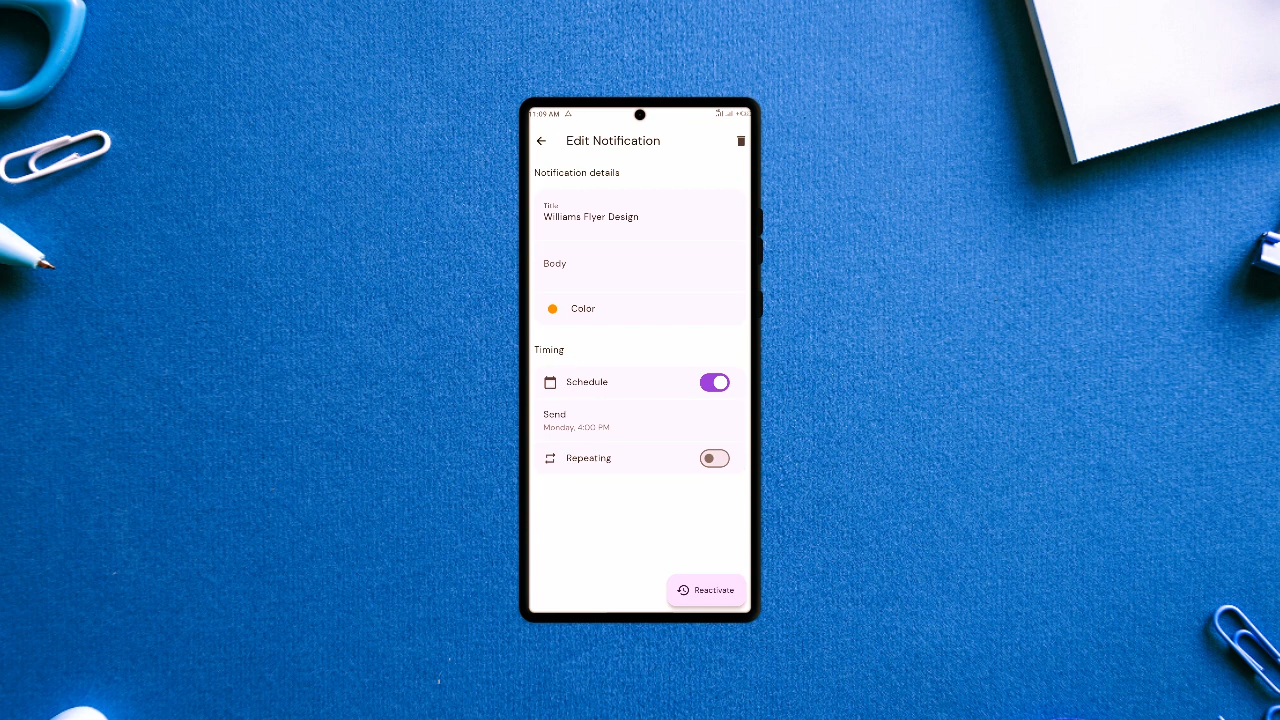 11:09 AM
Edit Notification
Notification details
Title
Williams Flyer Design
Body
Color
Timing
Schedule
Send
Monday, 4:00 PM
Repeating
Reactivate